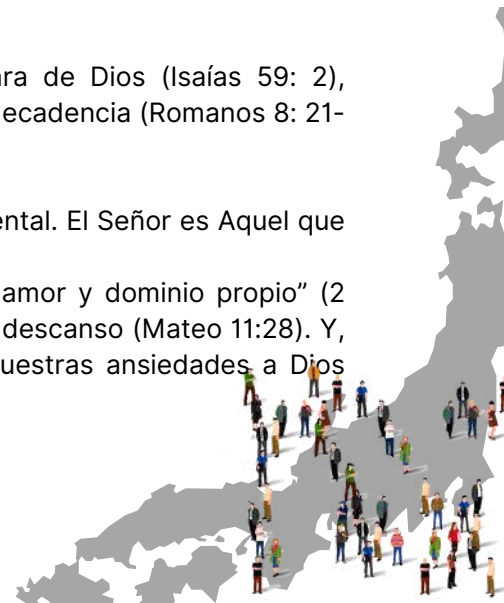 ra de Dios (Isaías 59: 2),
ecadencia (Romanos 8: 21-
ental. El Señor es Aquel que
amor y dominio propio” (2
descanso (Mateo 11:28). Y,
uestras ansiedades a Dios